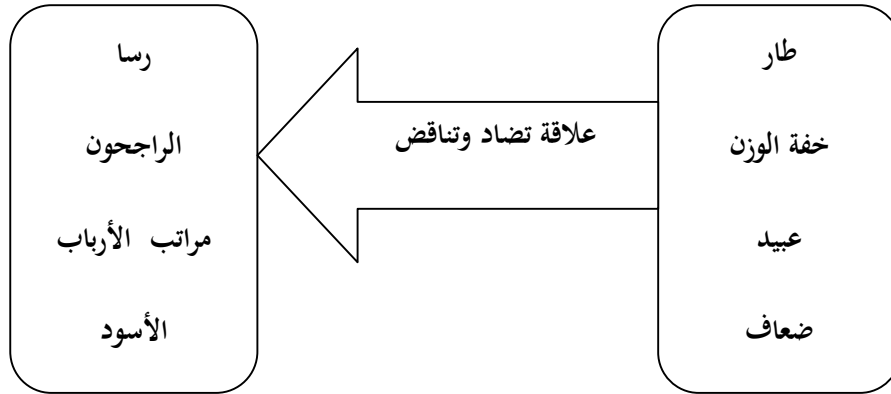 طار
خفة الوزن
عبيد
ضعاف
علاقة تضاد وتناقض
رسا
الراجحون
مراتب الأرباب
الأسود